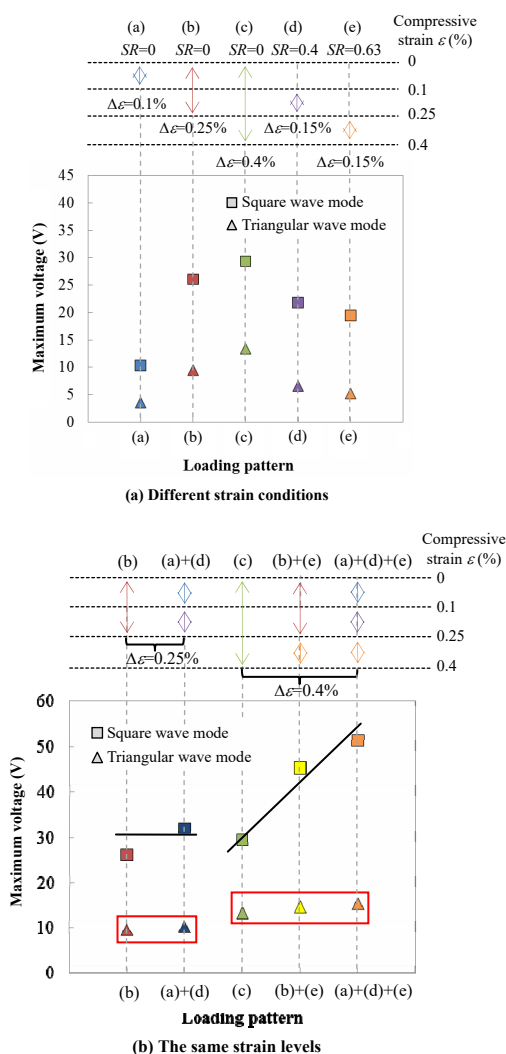 (a) (b) (c) (d) (e) Compressive
SR=0 SR=0 SR=0 SR=0.4 SR=0.63 strain ε (%)
0
0.1
Δε=0.1%
0.25
Δε=0.25% Δε=0.15%
0.4
Δε=0.4% Δε=0.15%
45
40
35
30
25
20
15
10
5
0
Maximum voltage (V)
Square wave mode
Triangular wave mode
(a) (b) (c) (d) (e)
Loading pattern
(a) Different strain conditions
Compressive
(b) (a)+(d) (c) (b)+(e) (a)+(d)+(e) strain ε (%)
0
0.1
0.25
Δε=0.25%
0.4
Δε=0.4%
60
50
40
30
20
10
0
Maximum voltage (V)
Square wave mode
Triangular wave mode
(b) (a)+(d) (c) (b)+(e) (a)+(d)+(e)
Loading pattern
(b) The same strain levels